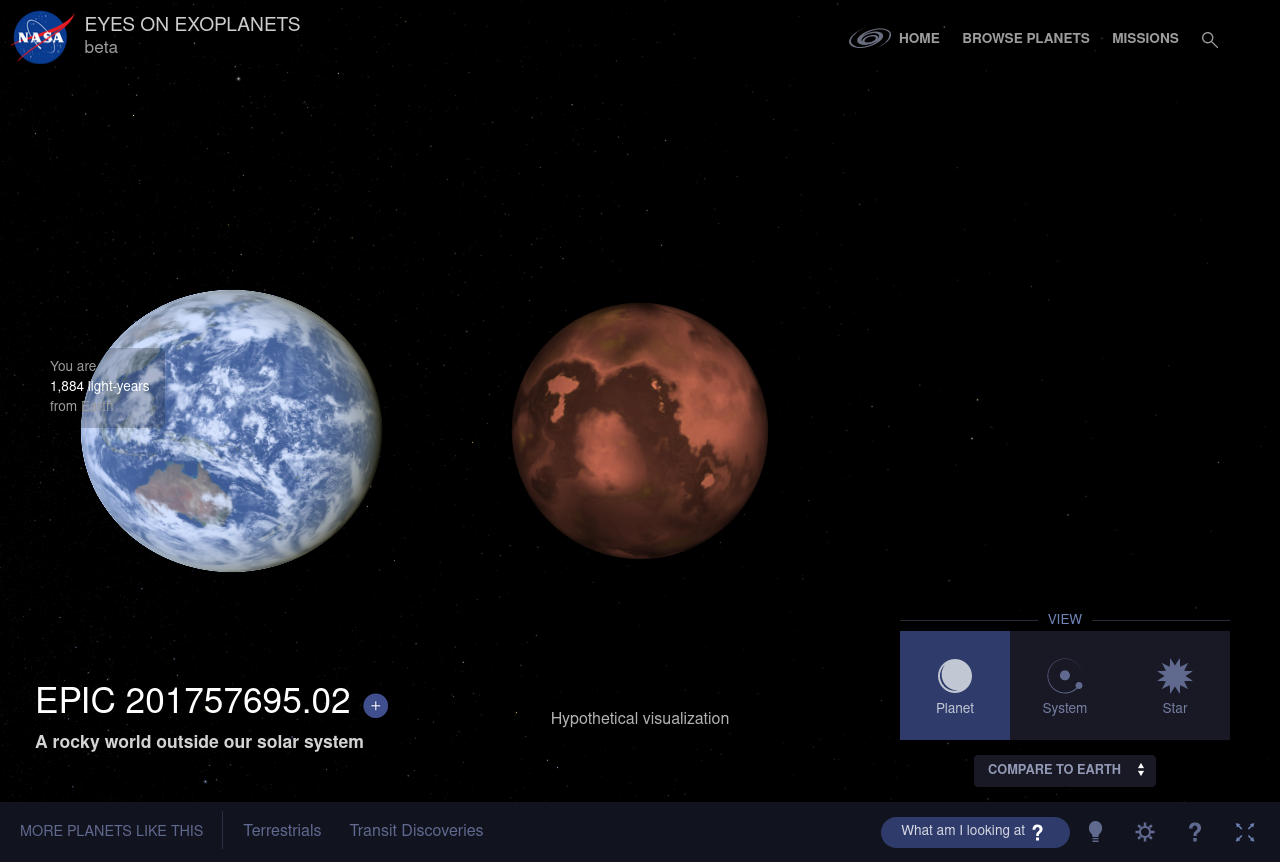 NASA
EYES ON EXOPLANETS
beta
HOME
BROWSE PLANETS
MISSIONS
You are
1,884 light-years
from Earth
VIEW
Planet
System
Star
EPIC 201757695.02 +
A rocky world outside our solar system
Hypothetical visualization
COMPARE TO EARTH
MORE PLANETS LIKE THIS
Terrestrials
Transit Discoveries
What am I looking at ?
?